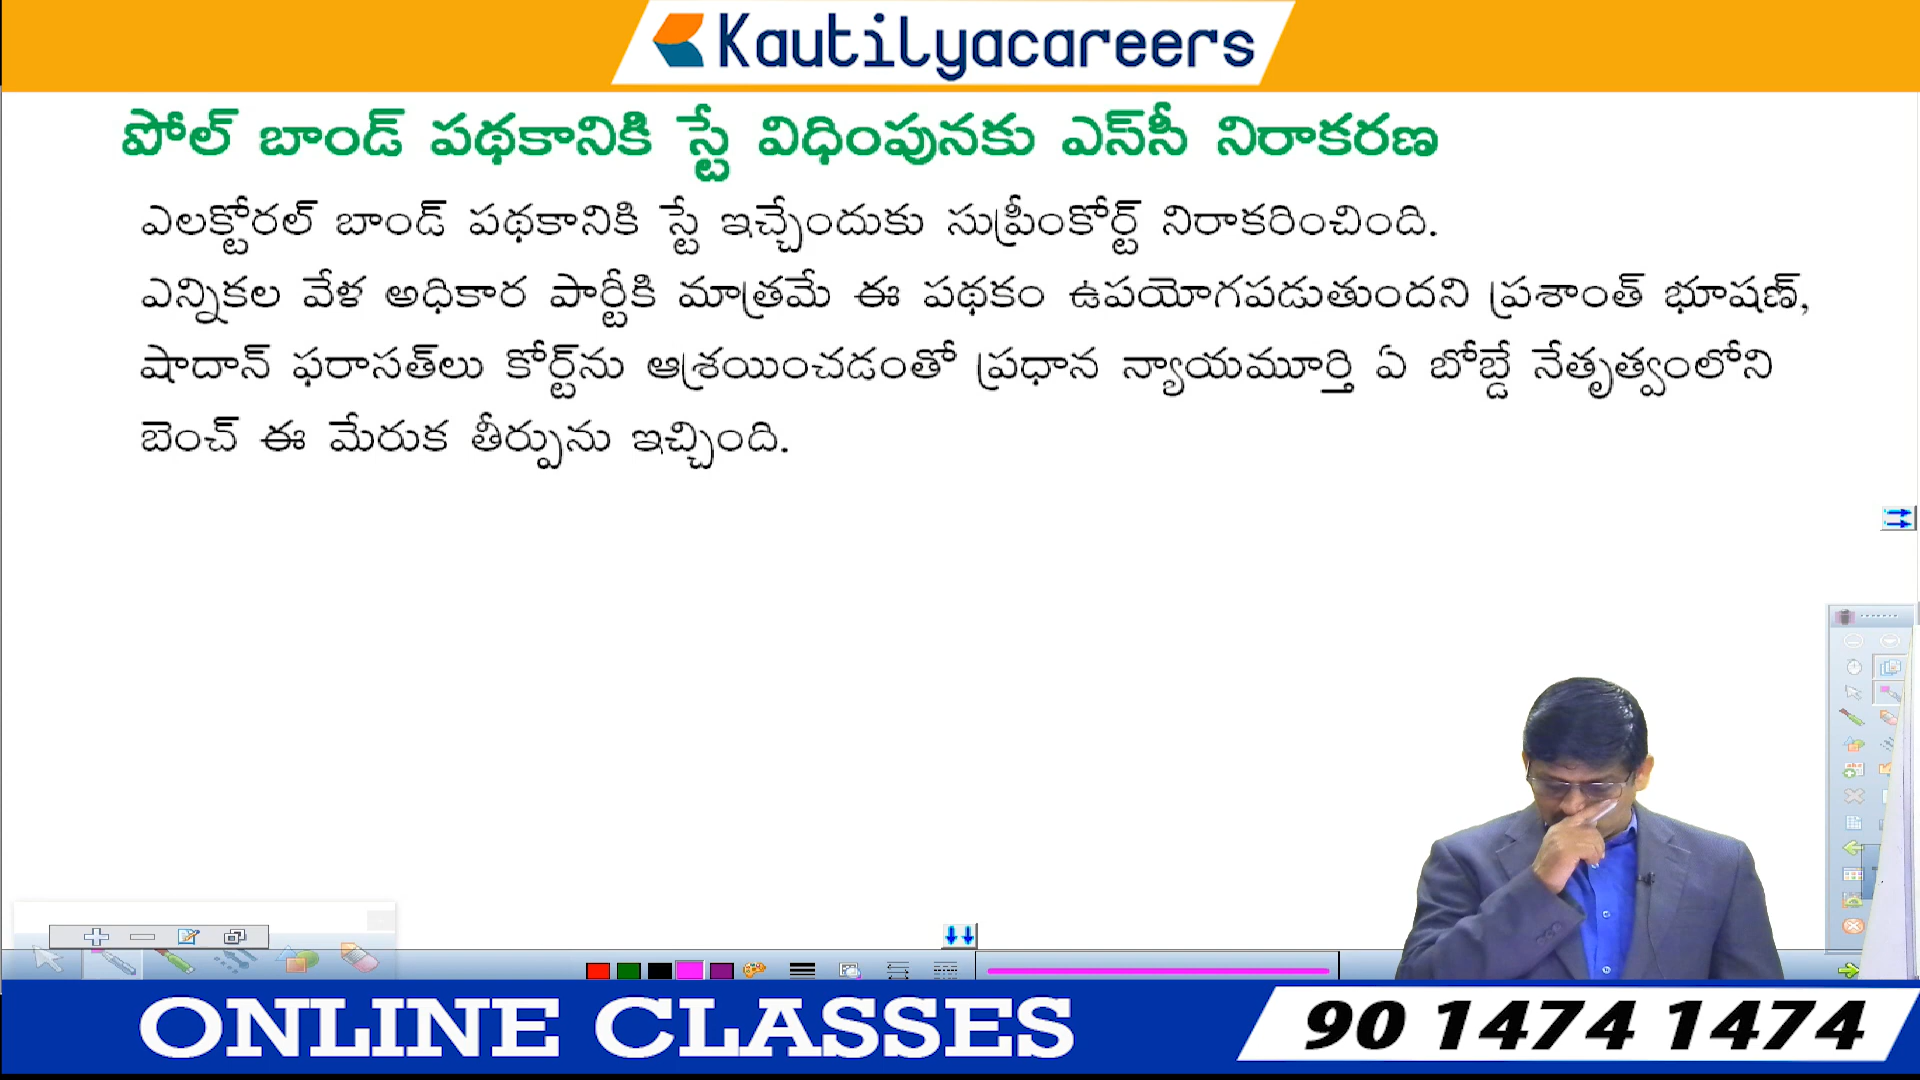 Kautilyacareers
పోల్ బాండ్ పథకానికి స్టే విధింపునకు ఎస్‌సీ నిరాకరణ
ఎలక్టోరల్ బాండ్ పథకానికి స్టే ఇచ్చేందుకు సుప్రీంకోర్ట్ నిరాకరించింది.
ఎన్నికల వేళ అధికార పార్టీకి మాత్రమే ఈ పథకం ఉపయోగపడుతుందని ప్రశాంత్ భూషణ్,
షాదాన్ ఫరాసత్‌లు కోర్ట్‌ను ఆశ్రయించడంతో ప్రధాన న్యాయమూర్తి ఏ బోబ్డే నేతృత్వంలోని
బెంచ్ ఈ మేరుక తీర్పును ఇచ్చింది.
ONLINE CLASSES
90 1474 1474